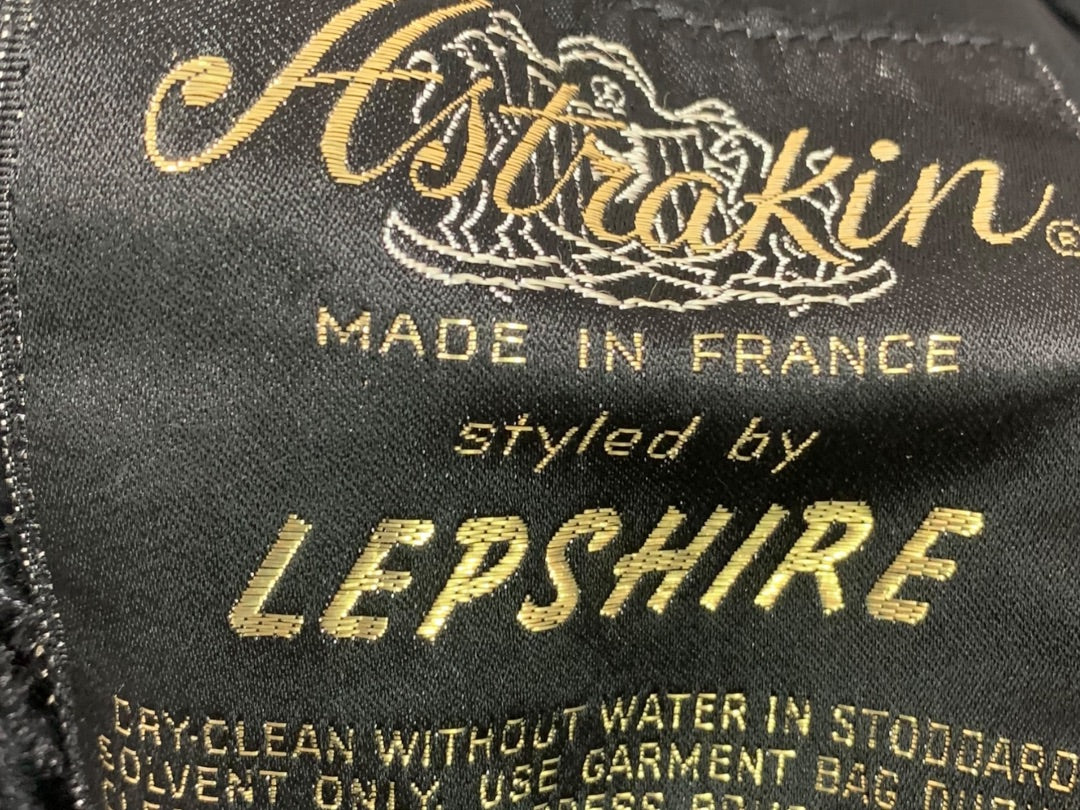 Astrakin®
MADE IN FRANCE
styled by
LEPSHIRE
DRY-CLEAN WITHOUT WATER IN STODDARD
SOLVENT ONLY. USE GARMENT BAG